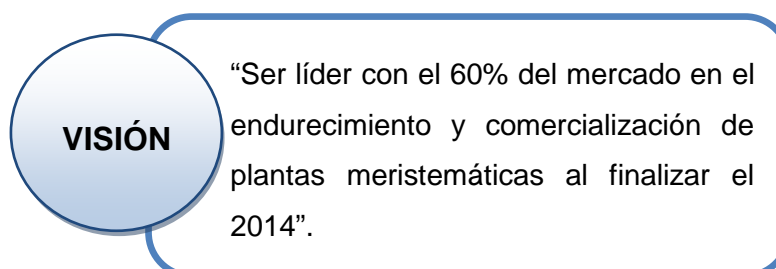 VISIÓN
“Ser líder con el 60% del mercado en el
endurecimiento y comercialización de
plantas meristemáticas al finalizar el
2014”.